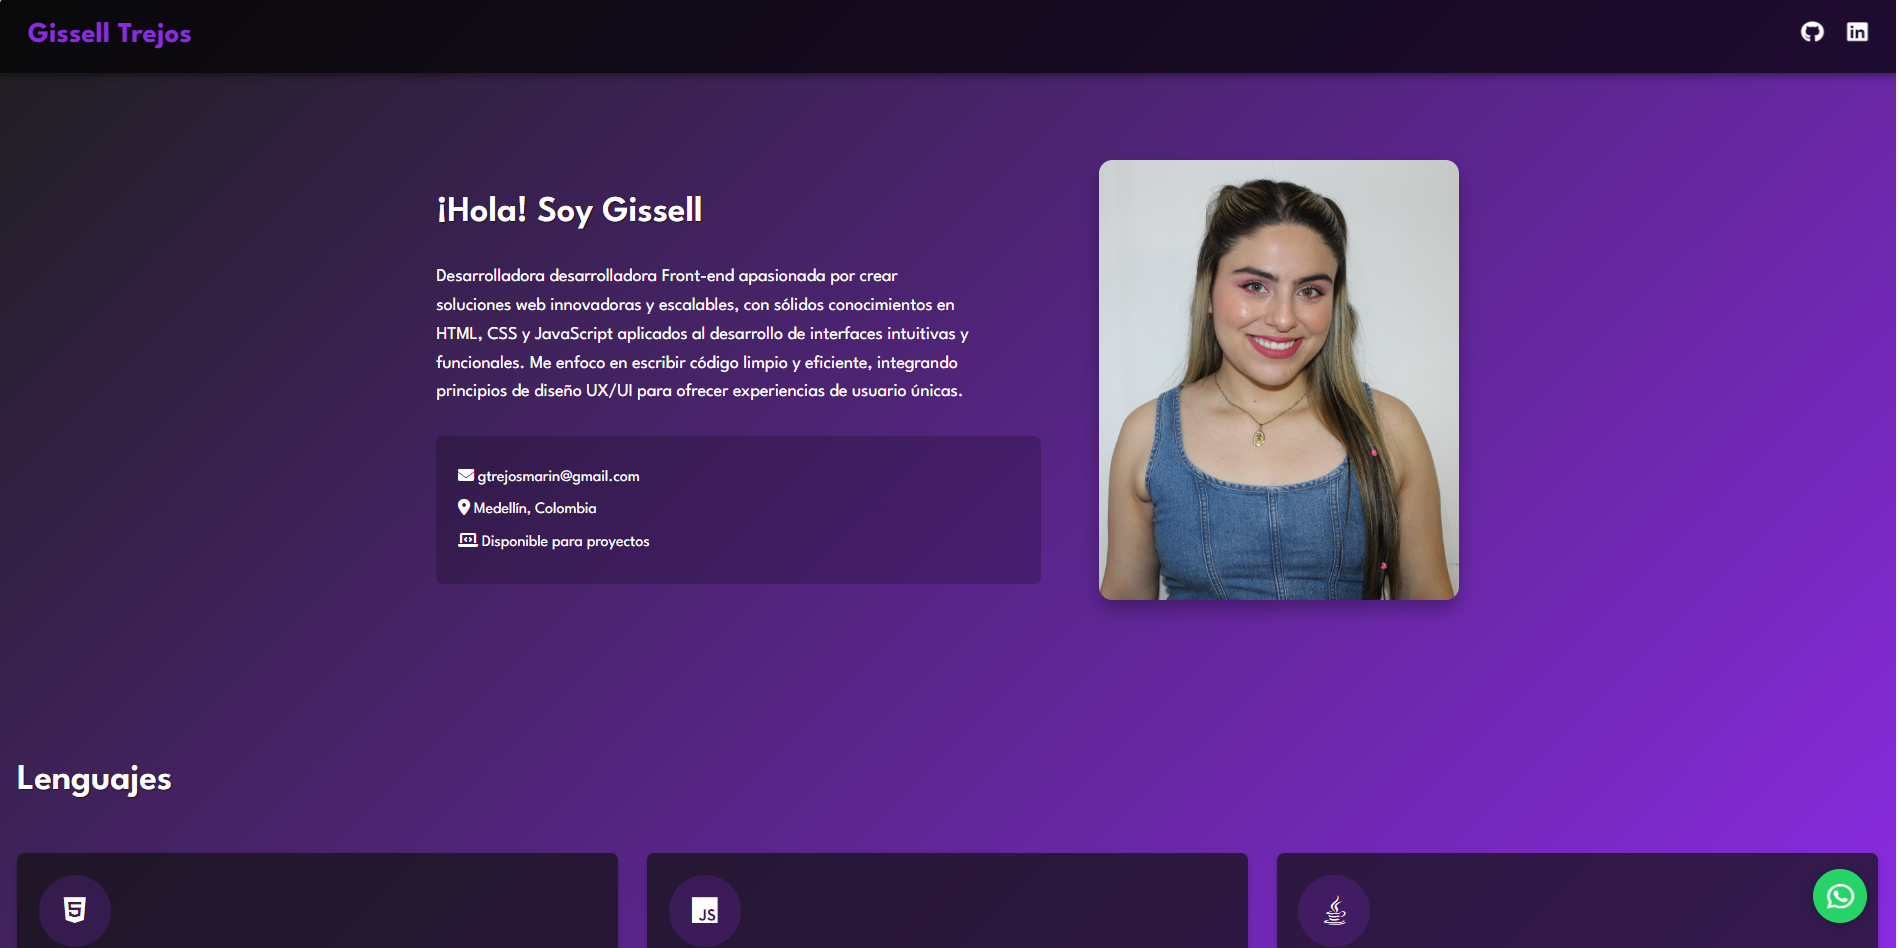 Gissell Trejos
in
¡Hola! Soy Gissell
Desarrolladora desarrolladora Front-end apasionada por crear
soluciones web innovadoras y escalables, con sólidos conocimientos en
HTML, CSS y JavaScript aplicados al desarrollo de interfaces intuitivas y
funcionales. Me enfoco en escribir código limpio y eficiente, integrando
principios de diseño UX/UI para ofrecer experiencias de usuario únicas.
gtrejosmarin@gmail.com
Medellín, Colombia
Disponible para proyectos
Lenguajes
5
JS